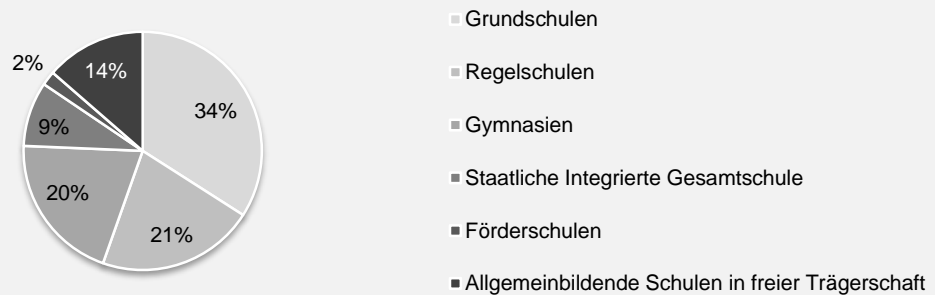 34%
21%
20%
9%
2%
14%
Grundschulen
Regelschulen
Gymnasien
Staatliche Integrierte Gesamtschule
Förderschulen
Allgemeinbildende Schulen in freier Trägerschaft